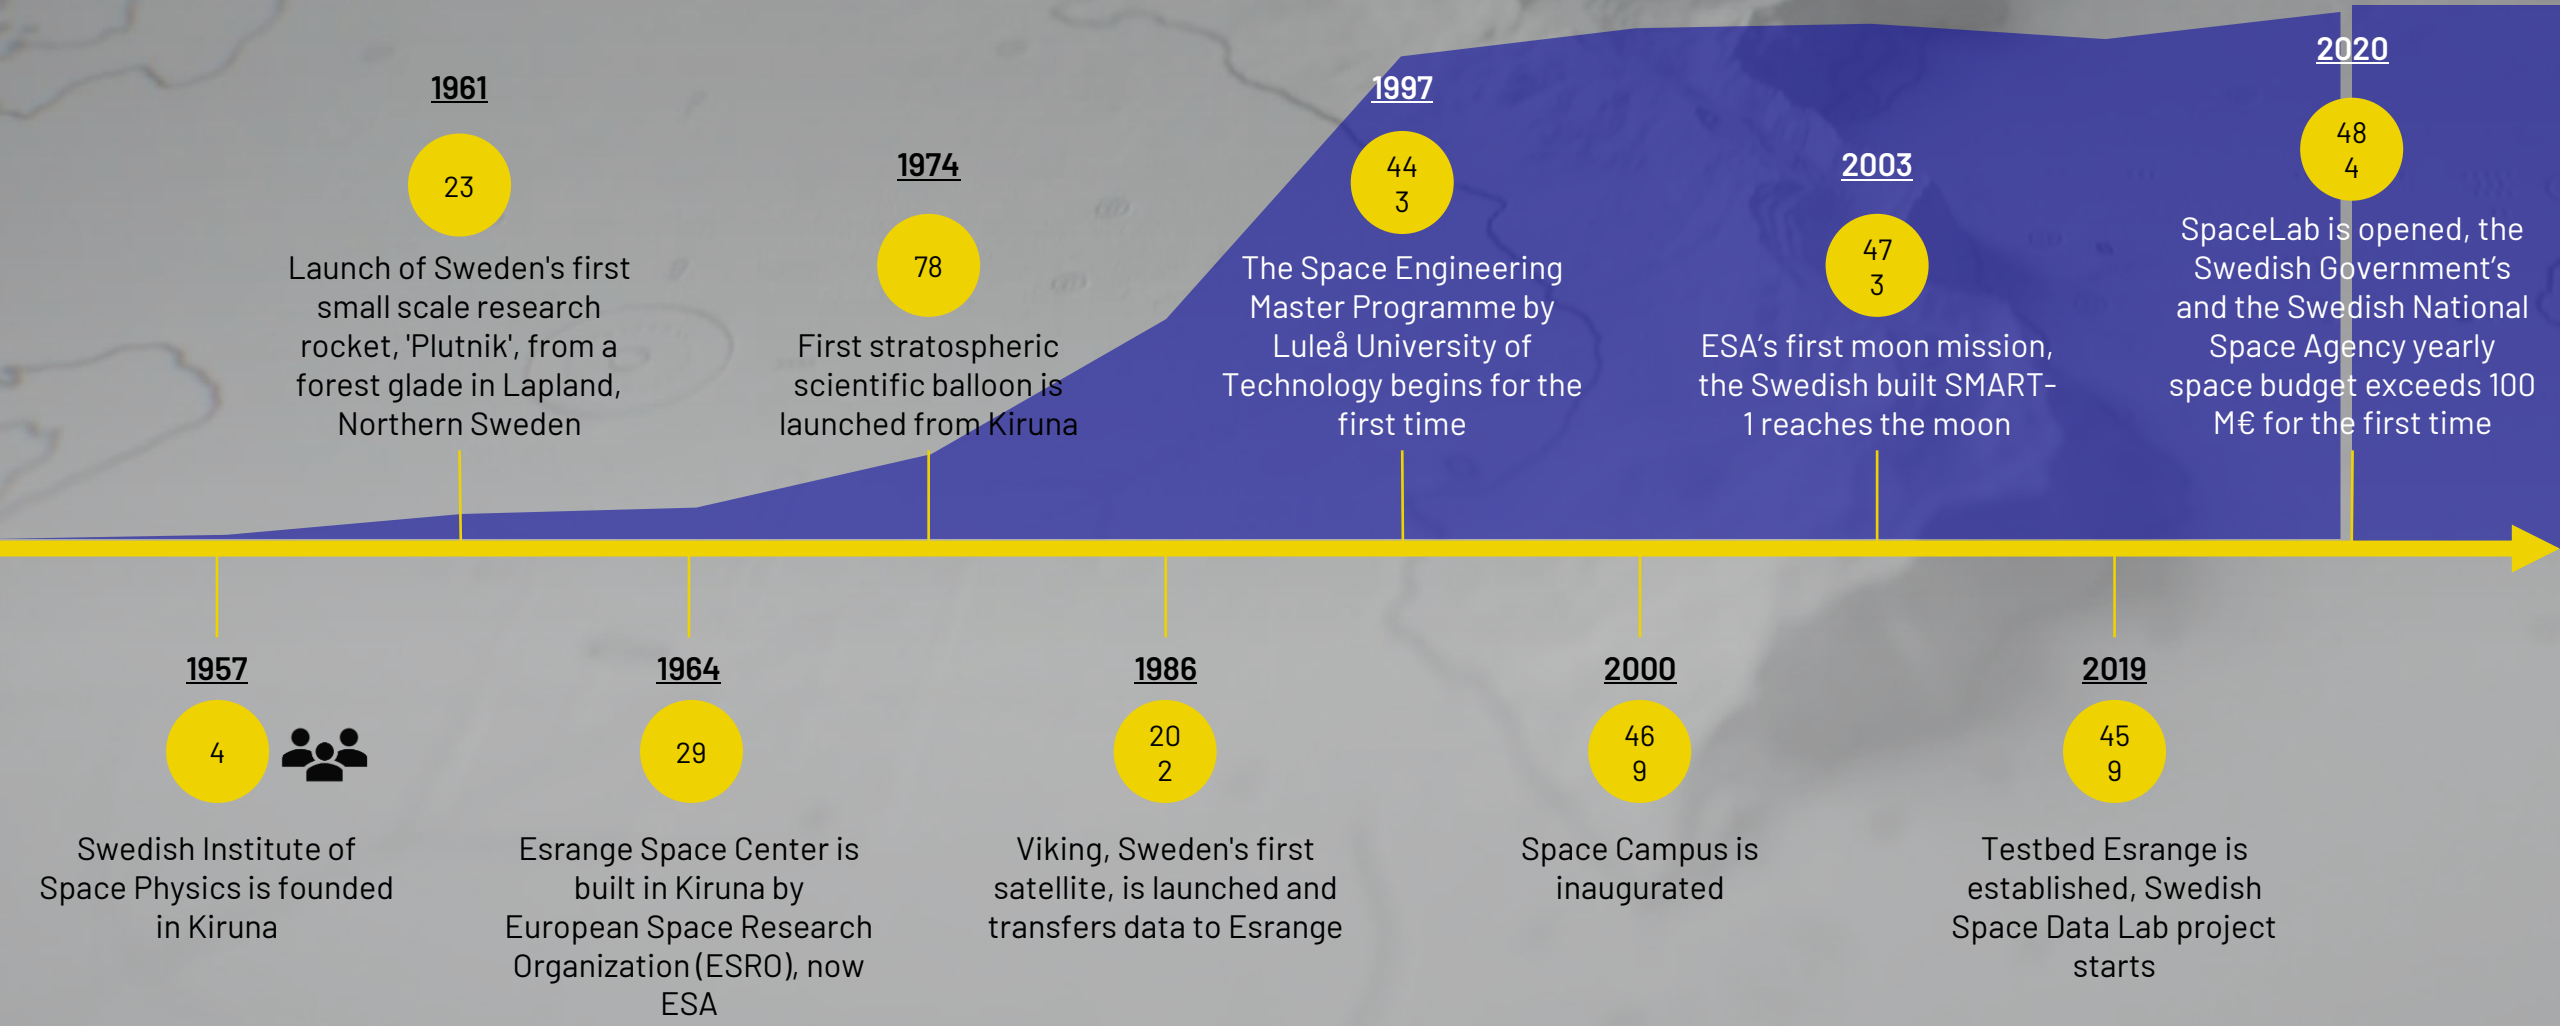 1961
23
Launch of Sweden's first
small scale research
rocket, 'Plutnik', from a
forest glade in Lapland,
Northern Sweden
1974
78
First stratospheric
scientific balloon is
launched from Kiruna
1997
44
3
The Space Engineering
Master Programme by
Luleå University of
Technology begins for the
first time
2003
47
3
ESA’s first moon mission,
the Swedish built SMART-
1 reaches the moon
2020
48
4
SpaceLab is opened, the
Swedish Government’s
and the Swedish National
Space Agency yearly
space budget exceeds 100
M€ for the first time
1957
4
Swedish Institute of
Space Physics is founded
in Kiruna
1964
29
Esrange Space Center is
built in Kiruna by
European Space Research
Organization (ESRO), now
ESA
1986
20
2
Viking, Sweden's first
satellite, is launched and
transfers data to Esrange
2000
46
9
Space Campus is
inaugurated
2019
45
9
Testbed Esrange is
established, Swedish
Space Data Lab project
starts